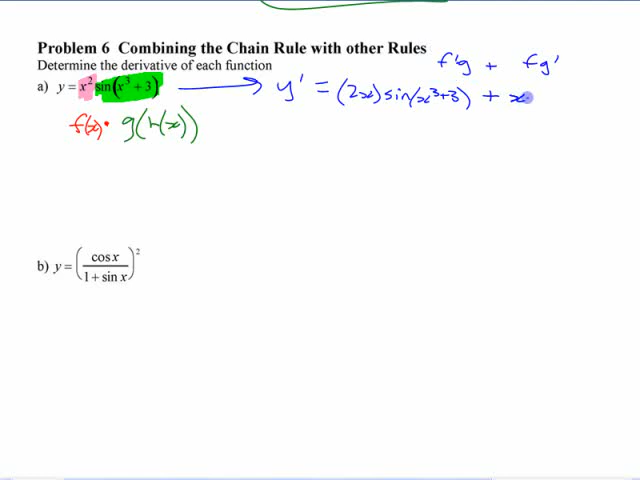 Problem 6 Combining the Chain Rule with other Rules
Determine the derivative of each function
f'g + fg'
a) y = x² sin(x³ + 3) → y' = (2x) sin(x³+3) + x
f(x) · g(h(x))
b) y = (cos x / 1 + sin x)²